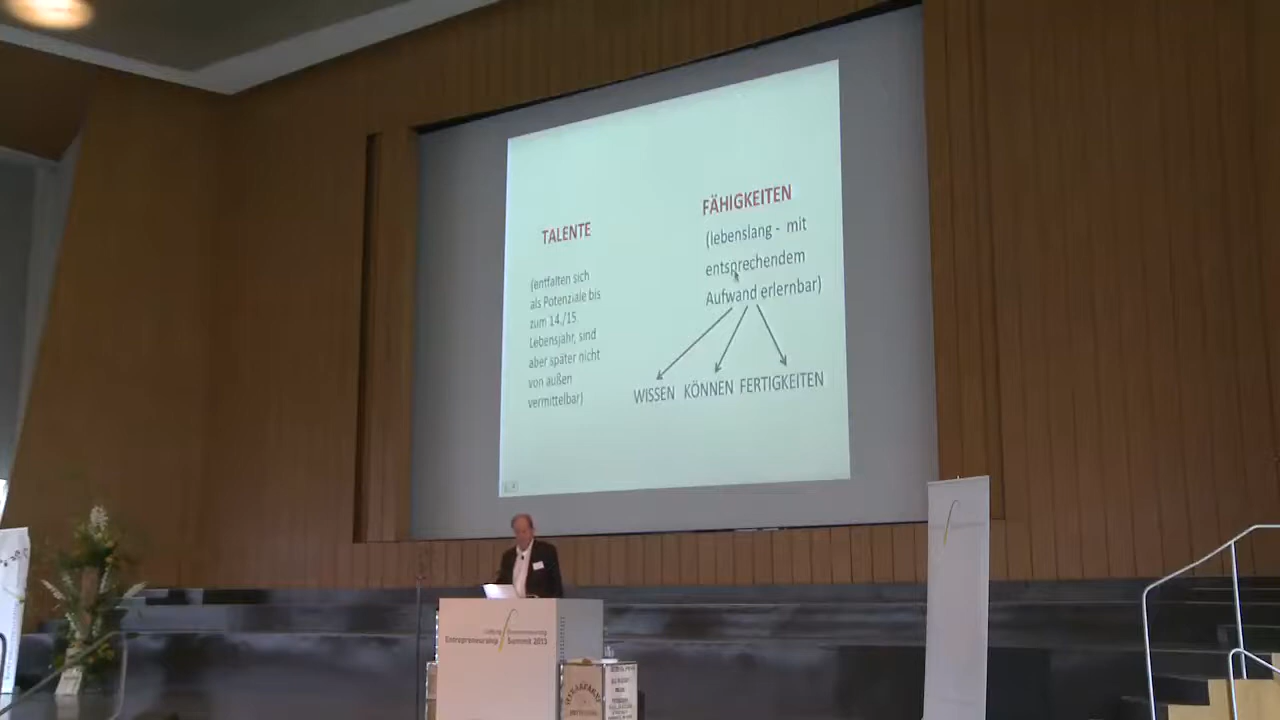 TALENTE
(entfalten sich
als Potenziale bis
zum 14./15.
Lebensjahr, sind
aber später nicht
von außen
vermittelbar)
FÄHIGKEITEN
(lebenslang - mit
entsprechendem
Aufwand erlernbar)
WISSEN KÖNNEN FERTIGKEITEN
Entrepreneurship
Summit 2013